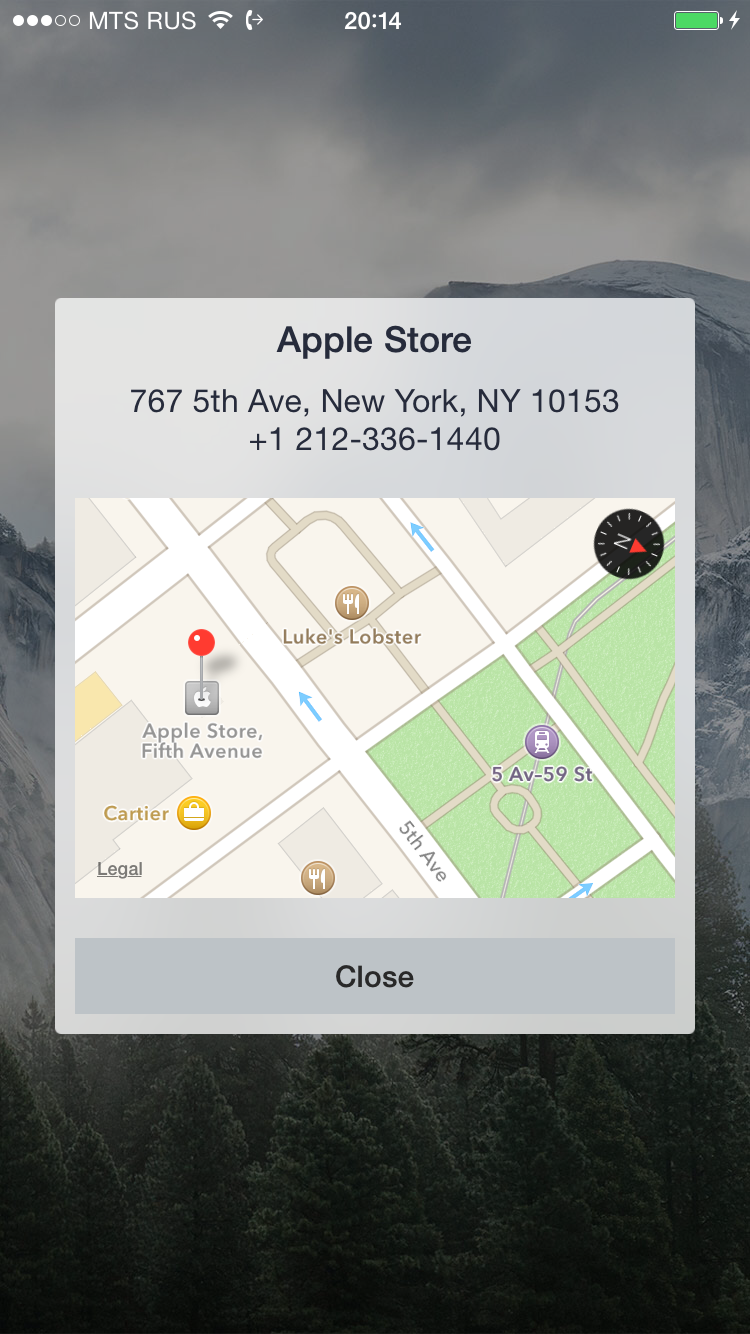 MTS RUS 20:14
Apple Store
767 5th Ave, New York, NY 10153
+1 212-336-1440
N
Luke's Lobster
Apple Store,
Fifth Avenue
5 Av-59 St
Cartier
5th Ave
Legal
Close